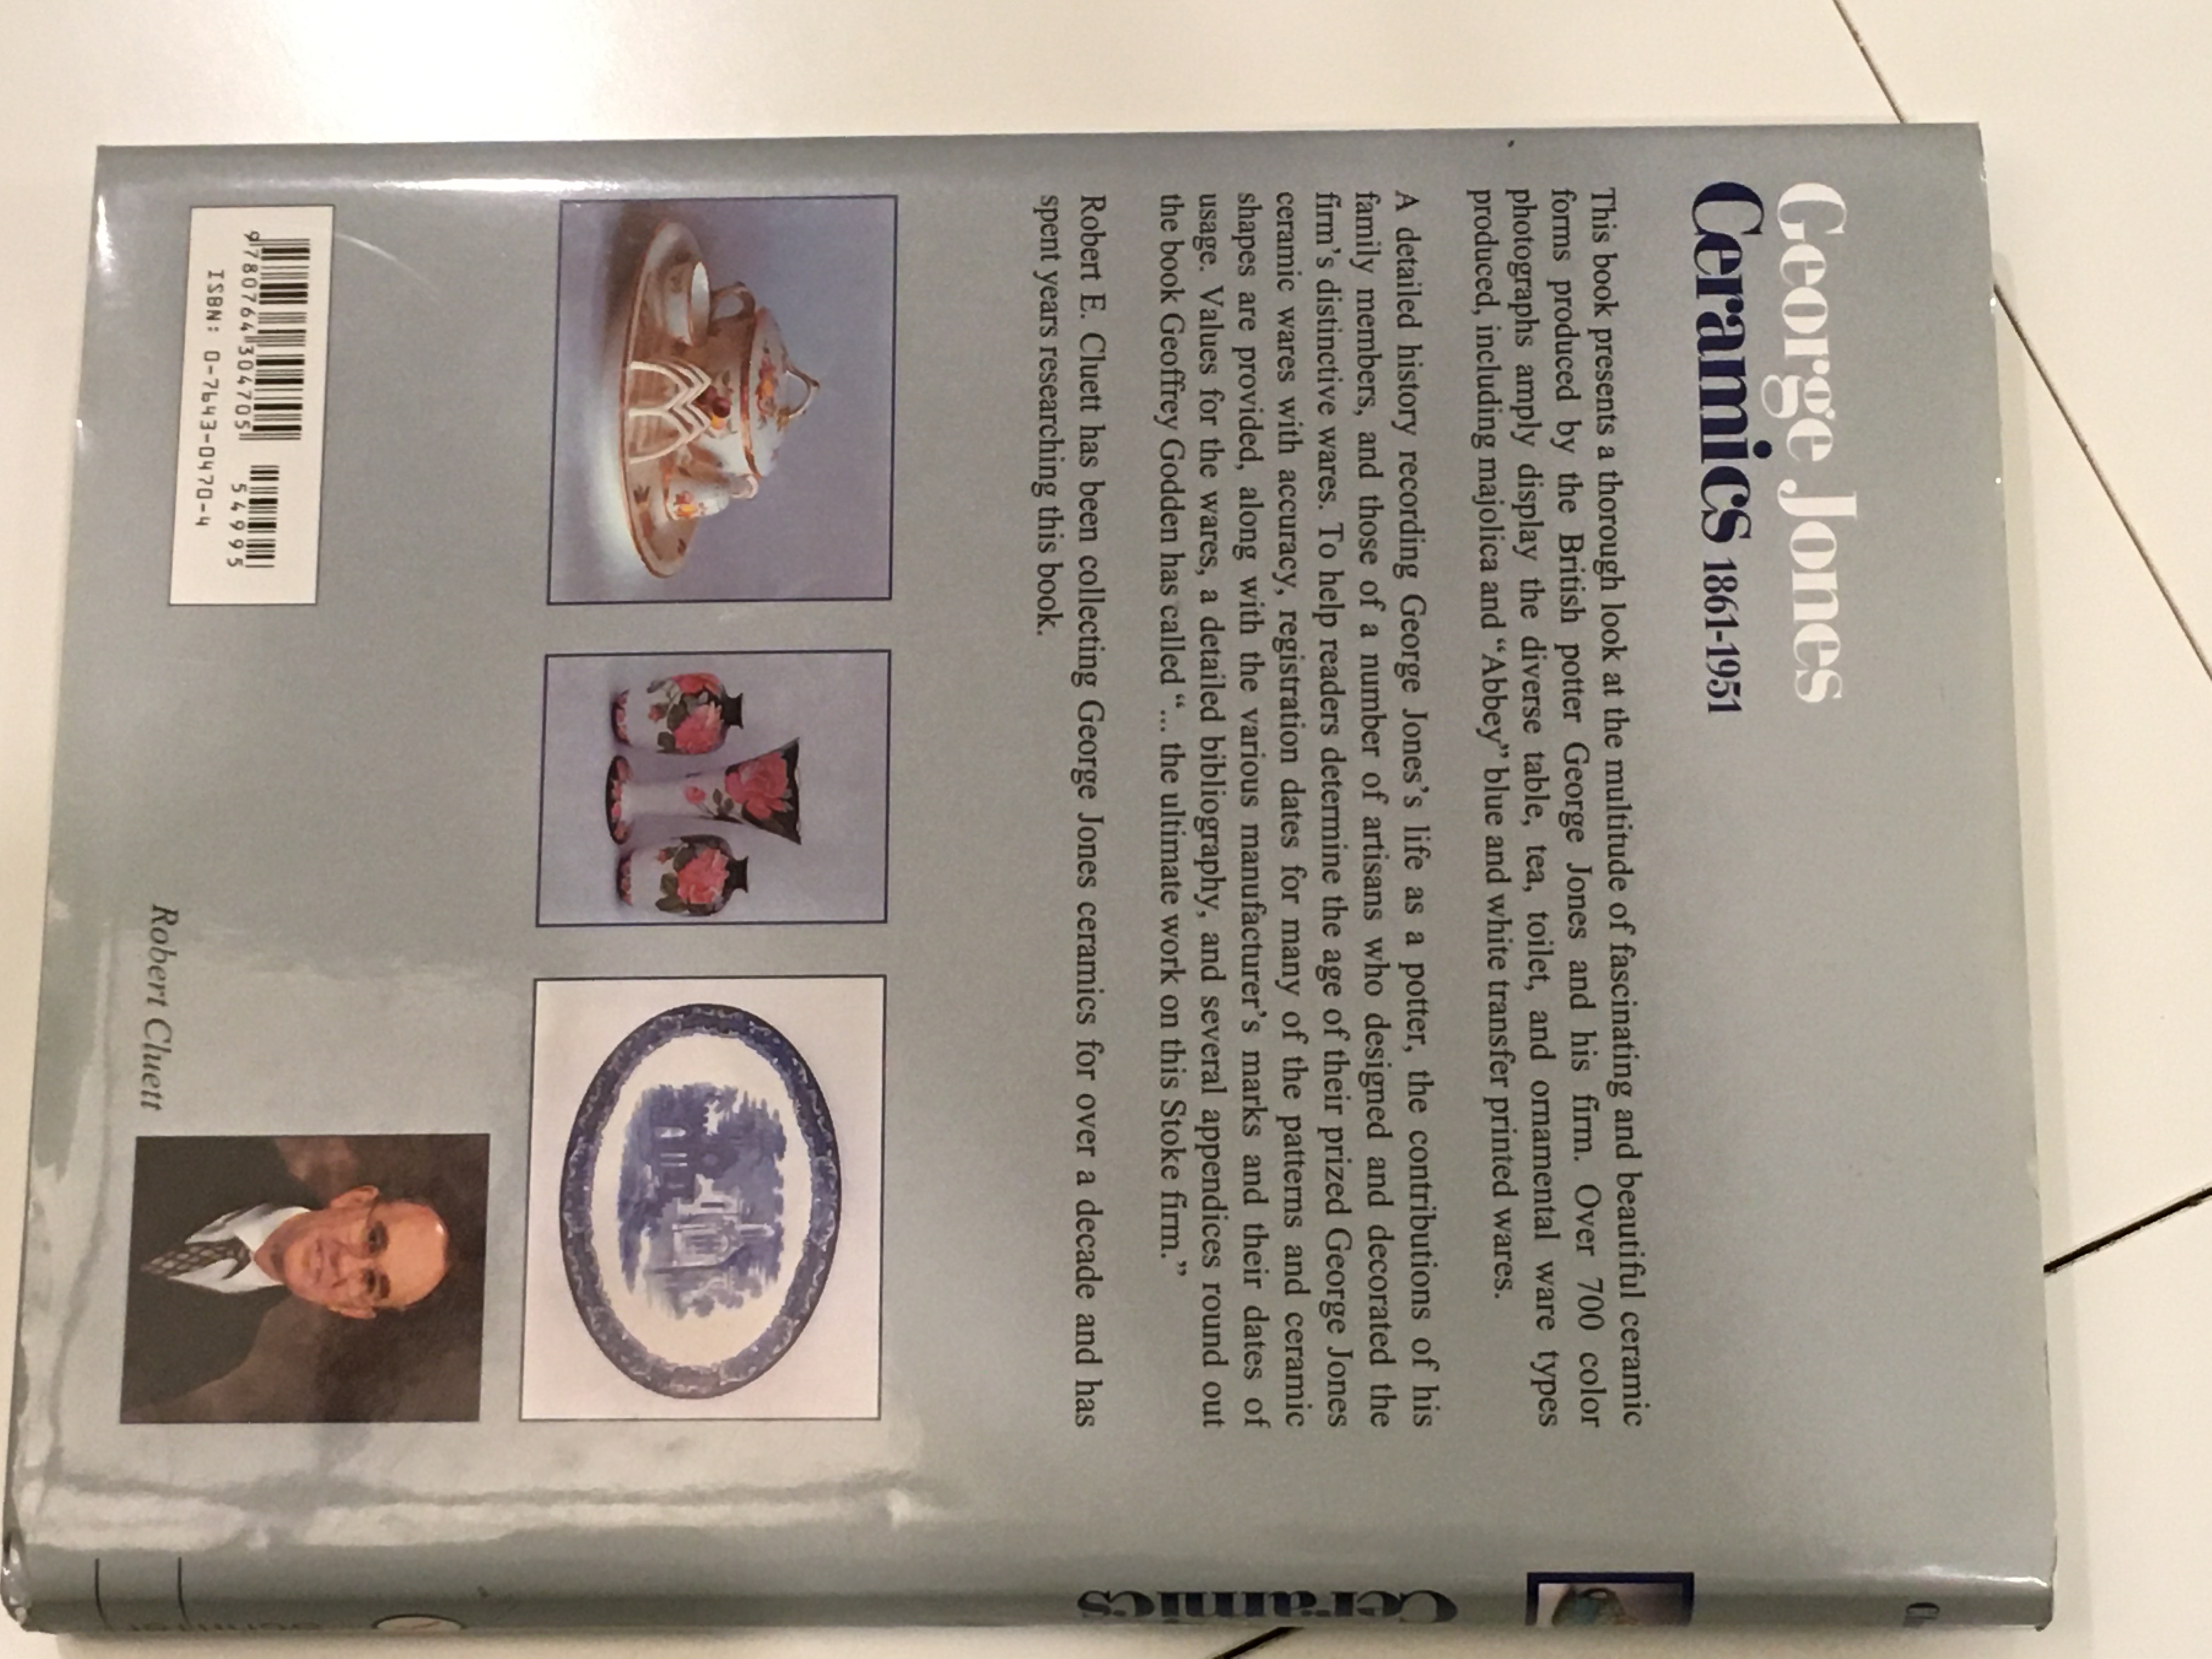 George Jones
Ceramics 1861-1951
This book presents a thorough look at the multitude of fascinating and beautiful ceramic
forms produced by the British potter George Jones and his firm. Over 700 color
photographs amply display the diverse table, tea, toilet, and ornamental ware types
produced, including majolica and “Abbey” blue and white transfer printed wares.
A detailed history recording George Jones’s life as a potter, the contributions of his
family members, and those of a number of artisans who designed and decorated the
firm’s distinctive wares. To help readers determine the age of their prized George Jones
ceramic wares with accuracy, registration dates for many of the patterns and ceramic
shapes are provided, along with the various manufacturer’s marks and their dates of
usage. Values for the wares, a detailed bibliography, and several appendices round out
the book Geoffrey Godden has called “... the ultimate work on this Stoke firm.”
Robert E. Cluett has been collecting George Jones ceramics for over a decade and has
spent years researching this book.
9 780764 304705
54995
ISBN: 0-7643-0470-4
Robert Cluett
Ceramics